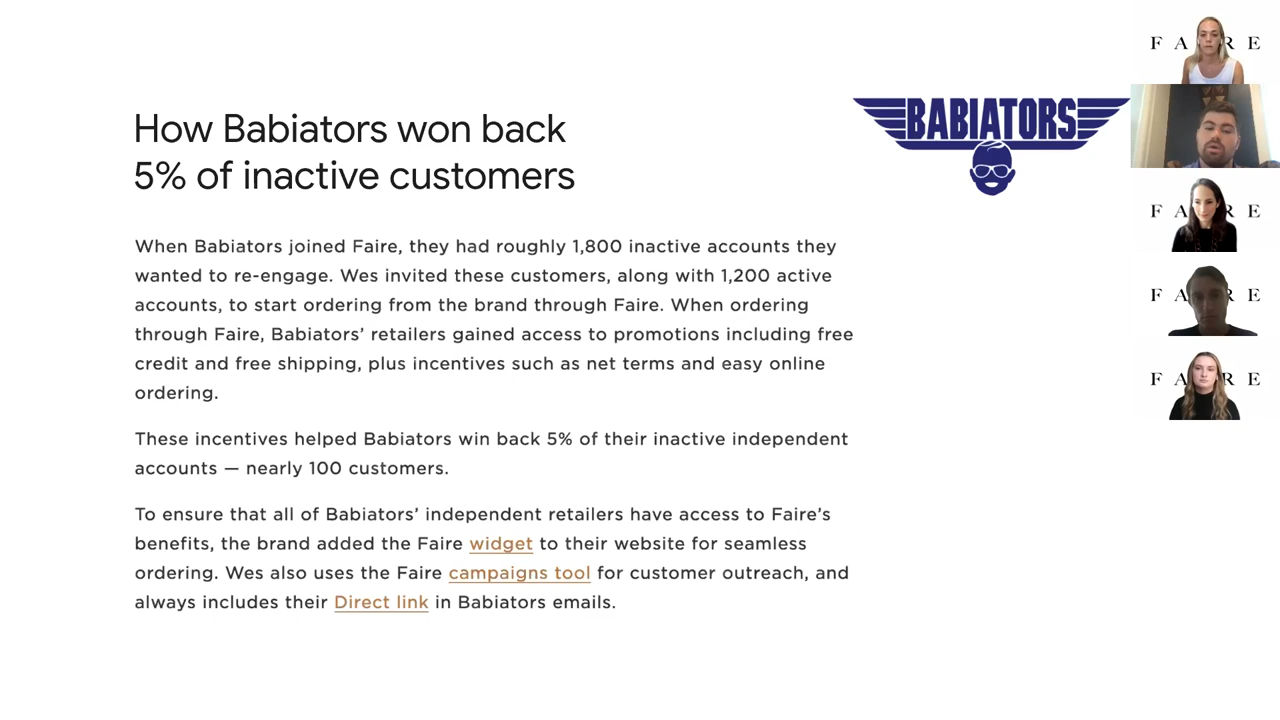 How Babiators won back
5% of inactive customers
BABIATORS
When Babiators joined Faire, they had roughly 1,800 inactive accounts they
wanted to re-engage. Wes invited these customers, along with 1,200 active
accounts, to start ordering from the brand through Faire. When ordering
through Faire, Babiators’ retailers gained access to promotions including free
credit and free shipping, plus incentives such as net terms and easy online
ordering.
These incentives helped Babiators win back 5% of their inactive independent
accounts — nearly 100 customers.
To ensure that all of Babiators’ independent retailers have access to Faire’s
benefits, the brand added the Faire widget to their website for seamless
ordering. Wes also uses the Faire campaigns tool for customer outreach, and
always includes their Direct link in Babiators emails.
F A R E
F A R E
F A R E
F A R E